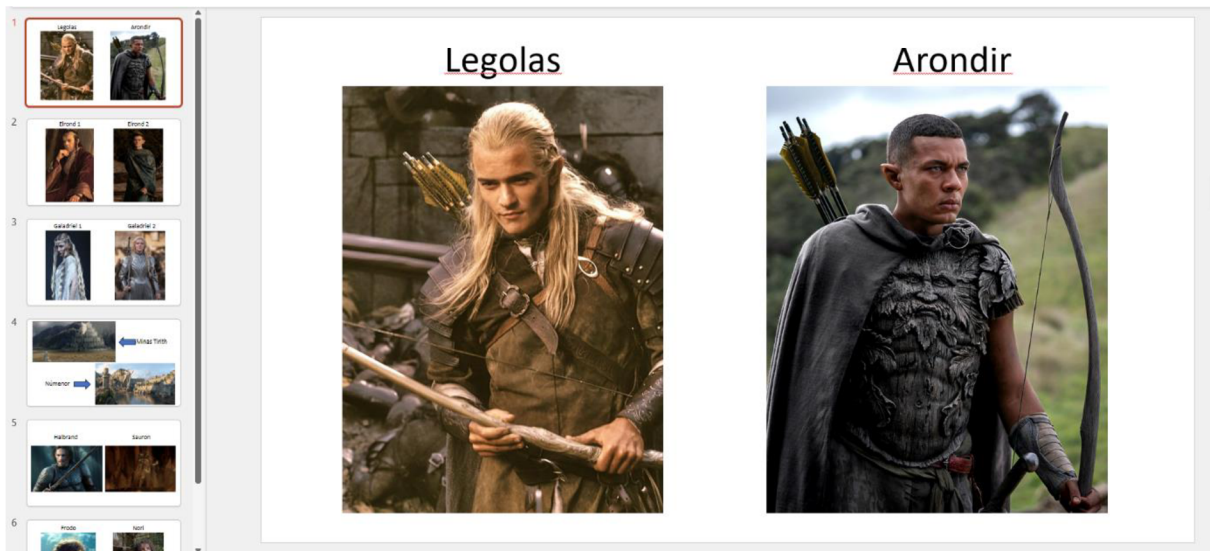 1
Legolas Arondir
2
Elrond 1 Elrond 2
3
Galadriel 1 Galadriel 2
4
Minas Tirith
Númenor
5
Halbrand Sauron
6
Frodo Nori
Legolas Arondir